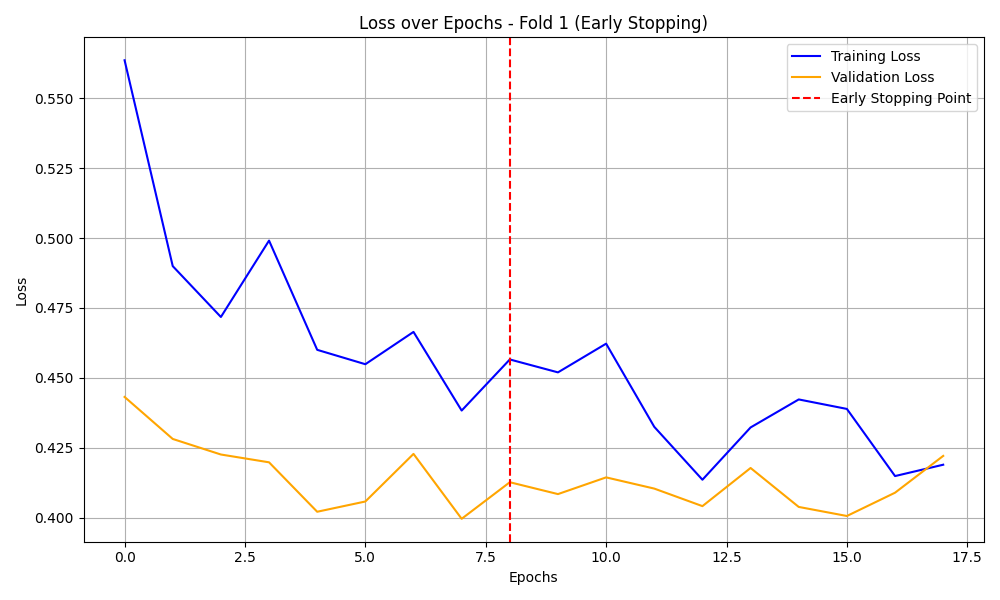 Loss over Epochs - Fold 1 (Early Stopping)
Training Loss
Validation Loss
Early Stopping Point
0.550
0.525
0.500
0.475
0.450
0.425
0.400
Loss
0.0 2.5 5.0 7.5 10.0 12.5 15.0 17.5
Epochs